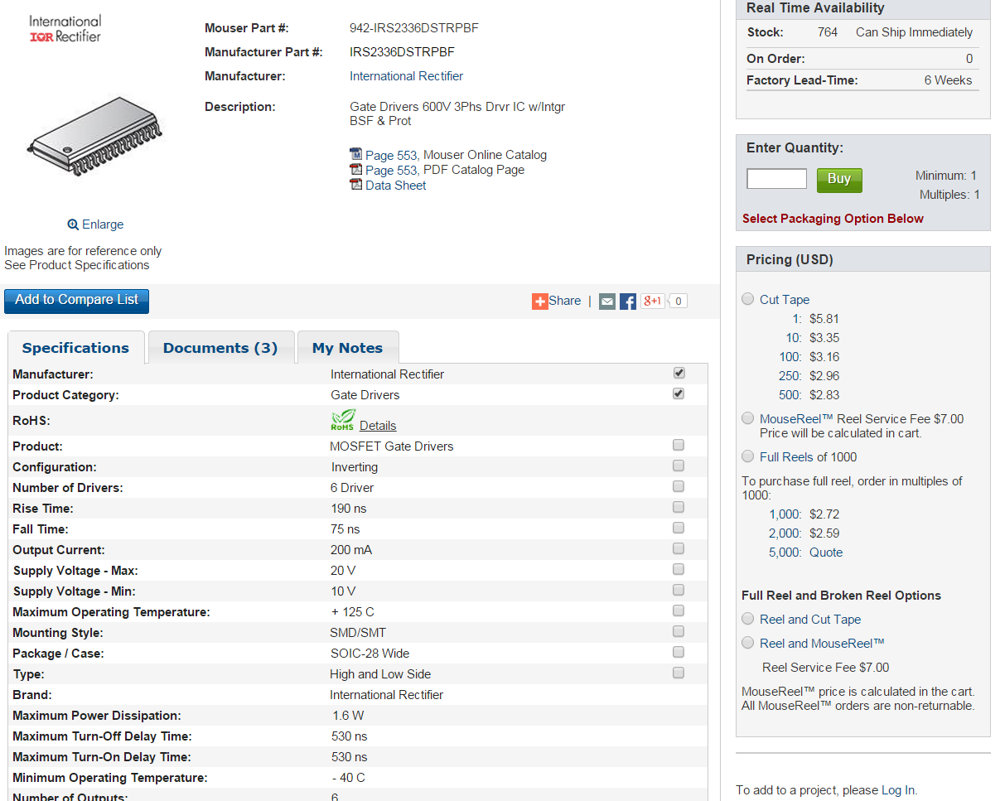 International
IOR Rectifier
Mouser Part #: 942-IRS2336DSTRPBF
Manufacturer Part #: IRS2336DSTRPBF
Manufacturer: International Rectifier
Description: Gate Drivers 600V 3Phs Drvr IC w/Intgr
BSF & Prot
Page 553, Mouser Online Catalog
Page 553, PDF Catalog Page
Data Sheet
Enlarge
Images are for reference only
See Product Specifications
Add to Compare List
Share | g+1 0
Specifications Documents (3) My Notes
Manufacturer: International Rectifier
Product Category: Gate Drivers
RoHS: RoHS Details
Product: MOSFET Gate Drivers
Configuration: Inverting
Number of Drivers: 6 Driver
Rise Time: 190 ns
Fall Time: 75 ns
Output Current: 200 mA
Supply Voltage - Max: 20 V
Supply Voltage - Min: 10 V
Maximum Operating Temperature: + 125 C
Mounting Style: SMD/SMT
Package / Case: SOIC-28 Wide
Type: High and Low Side
Brand: International Rectifier
Maximum Power Dissipation: 1.6 W
Maximum Turn-Off Delay Time: 530 ns
Maximum Turn-On Delay Time: 530 ns
Minimum Operating Temperature: - 40 C
Number of Outputs: 6
Real Time Availability
Stock: 764 Can Ship Immediately
On Order: 0
Factory Lead-Time: 6 Weeks
Enter Quantity:
Buy
Minimum: 1
Multiples: 1
Select Packaging Option Below
Pricing (USD)
Cut Tape
1: $5.81
10: $3.35
100: $3.16
250: $2.96
500: $2.83
MouseReel™ Reel Service Fee $7.00
Price will be calculated in cart.
Full Reels of 1000
To purchase full reel, order in multiples of
1000:
1,000: $2.72
2,000: $2.59
5,000: Quote
Full Reel and Broken Reel Options
Reel and Cut Tape
Reel and MouseReel™
Reel Service Fee $7.00
MouseReel™ price is calculated in the cart.
All MouseReel™ orders are non-returnable.
To add to a project, please Log In.